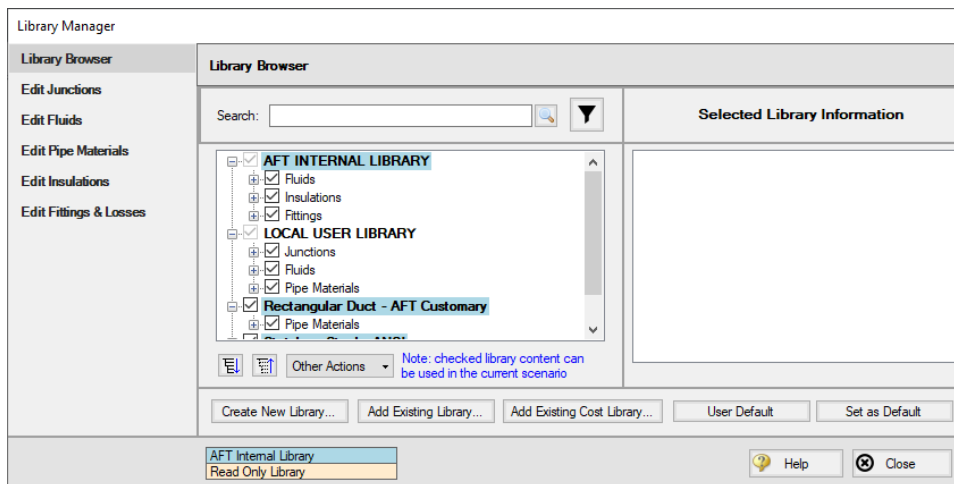 Library Manager
Library Browser
Edit Junctions
Edit Fluids
Edit Pipe Materials
Edit Insulations
Edit Fittings & Losses
Library Browser
Search:
Selected Library Information
AFT INTERNAL LIBRARY
Fluids
Insulations
Fittings
LOCAL USER LIBRARY
Junctions
Fluids
Pipe Materials
Rectangular Duct - AFT Customary
Pipe Materials
Other Actions
Note: checked library content can
be used in the current scenario
Create New Library...
Add Existing Library...
Add Existing Cost Library...
User Default
Set as Default
AFT Internal Library
Read Only Library
Help
Close